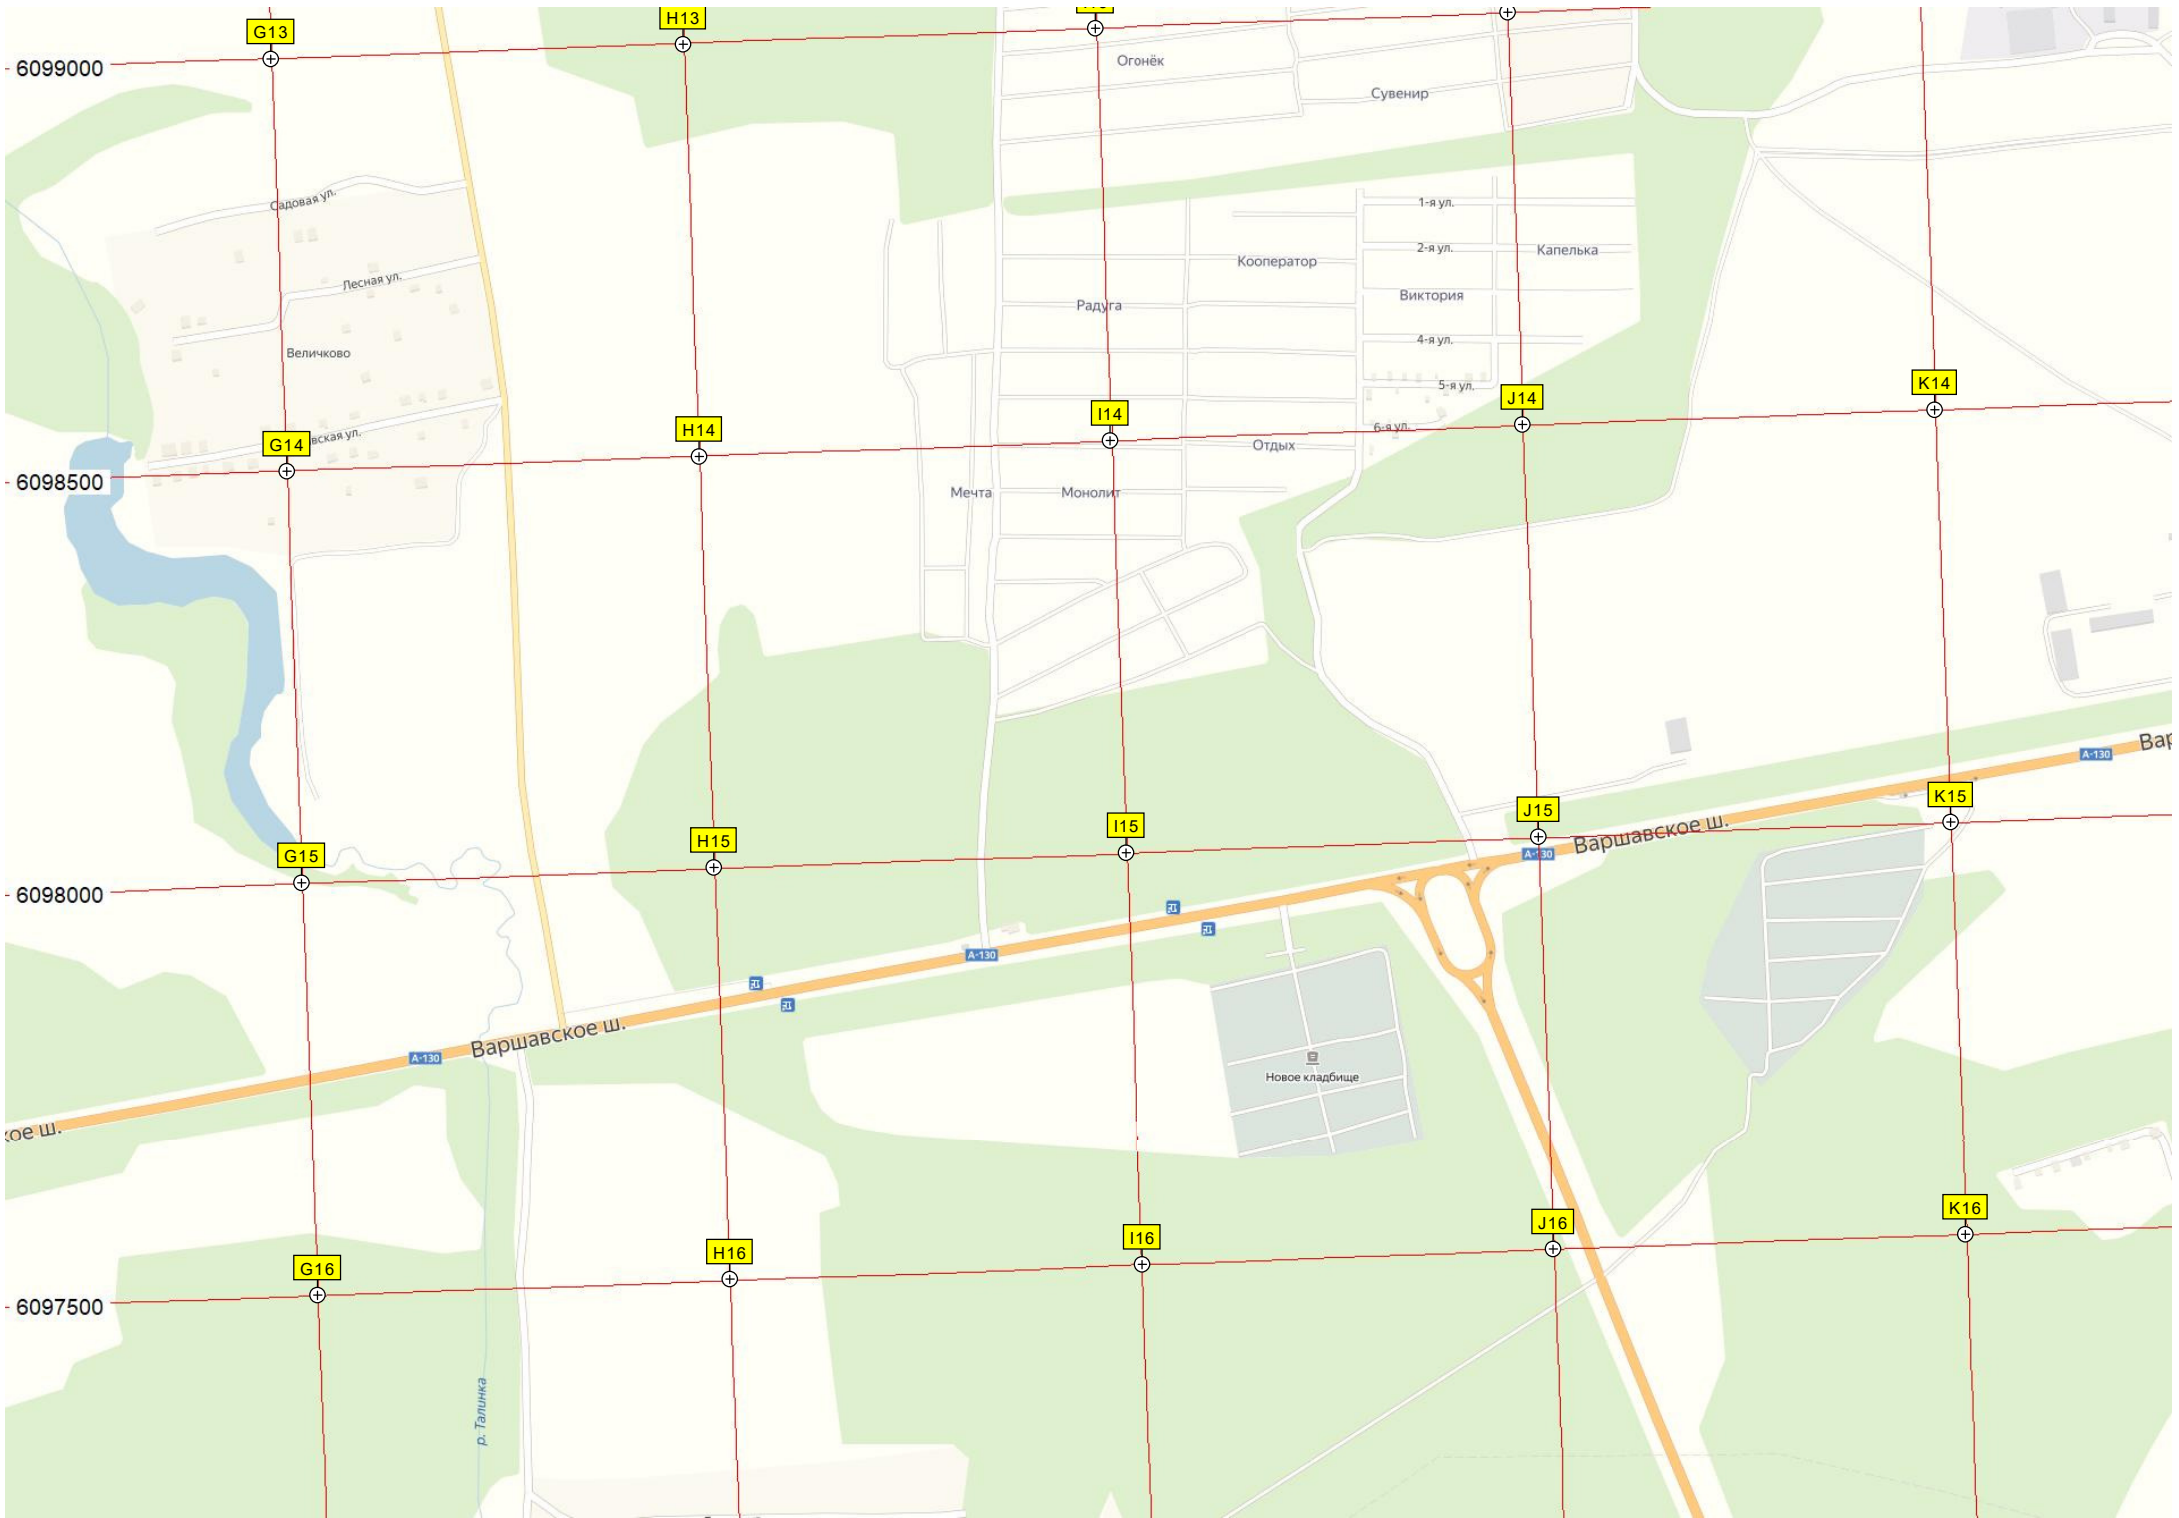 G13
H13
6099000
Огонёк
Сувенир
Садовая ул.
1-я ул.
2-я ул.
Капелька
Кооператор
Лесная ул.
Виктория
Радуга
4-я ул.
Величково
5-я ул.
K14
J14
I14
H14
6-я ул.
G14
вская ул.
Отдых
6098500
Мечта
Монолит
Вар
А-130
K15
J15
I15
Варшавское ш.
H15
А-130
G15
6098000
А-130
Варшавское ш.
А-130
Новое кладбище
кое ш.
K16
J16
I16
H16
G16
6097500
р. Талинка